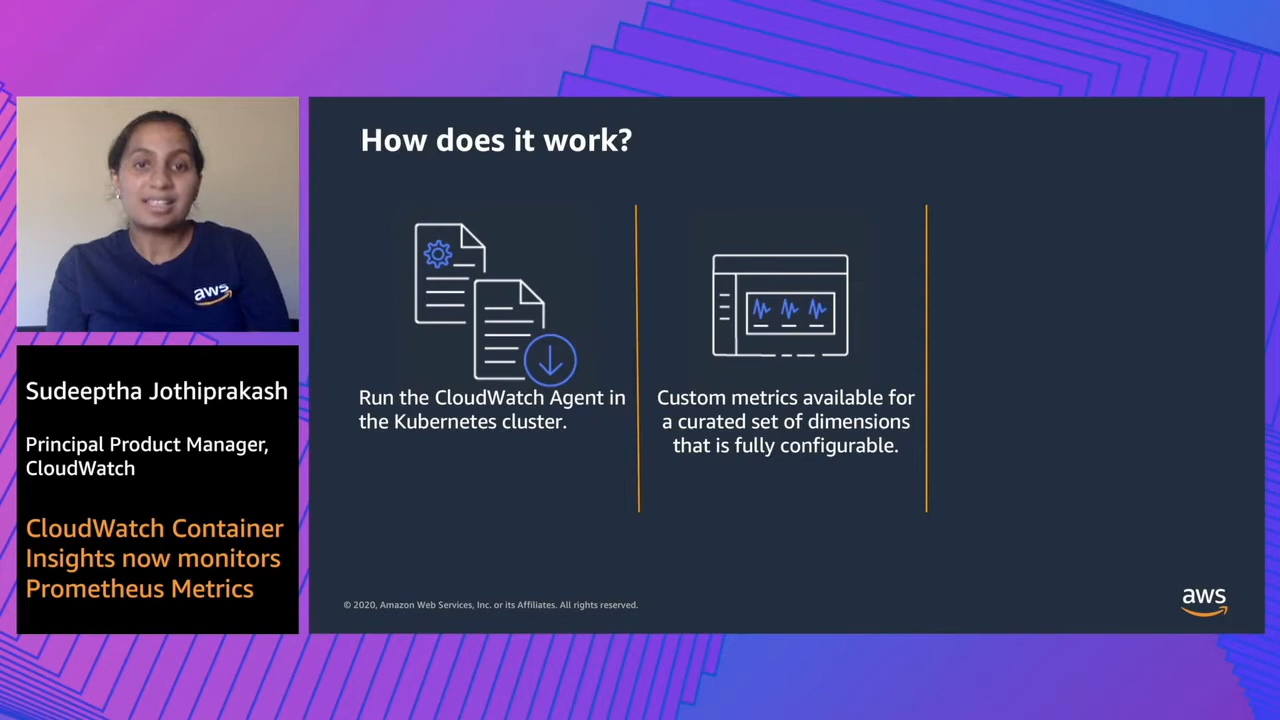 How does it work?
aws
Run the CloudWatch Agent in
the Kubernetes cluster.
Custom metrics available for
a curated set of dimensions
that is fully configurable.
Sudeeptha Jothiprakash
Principal Product Manager,
CloudWatch
CloudWatch Container
Insights now monitors
Prometheus Metrics
© 2020, Amazon Web Services, Inc. or its Affiliates. All rights reserved.
aws